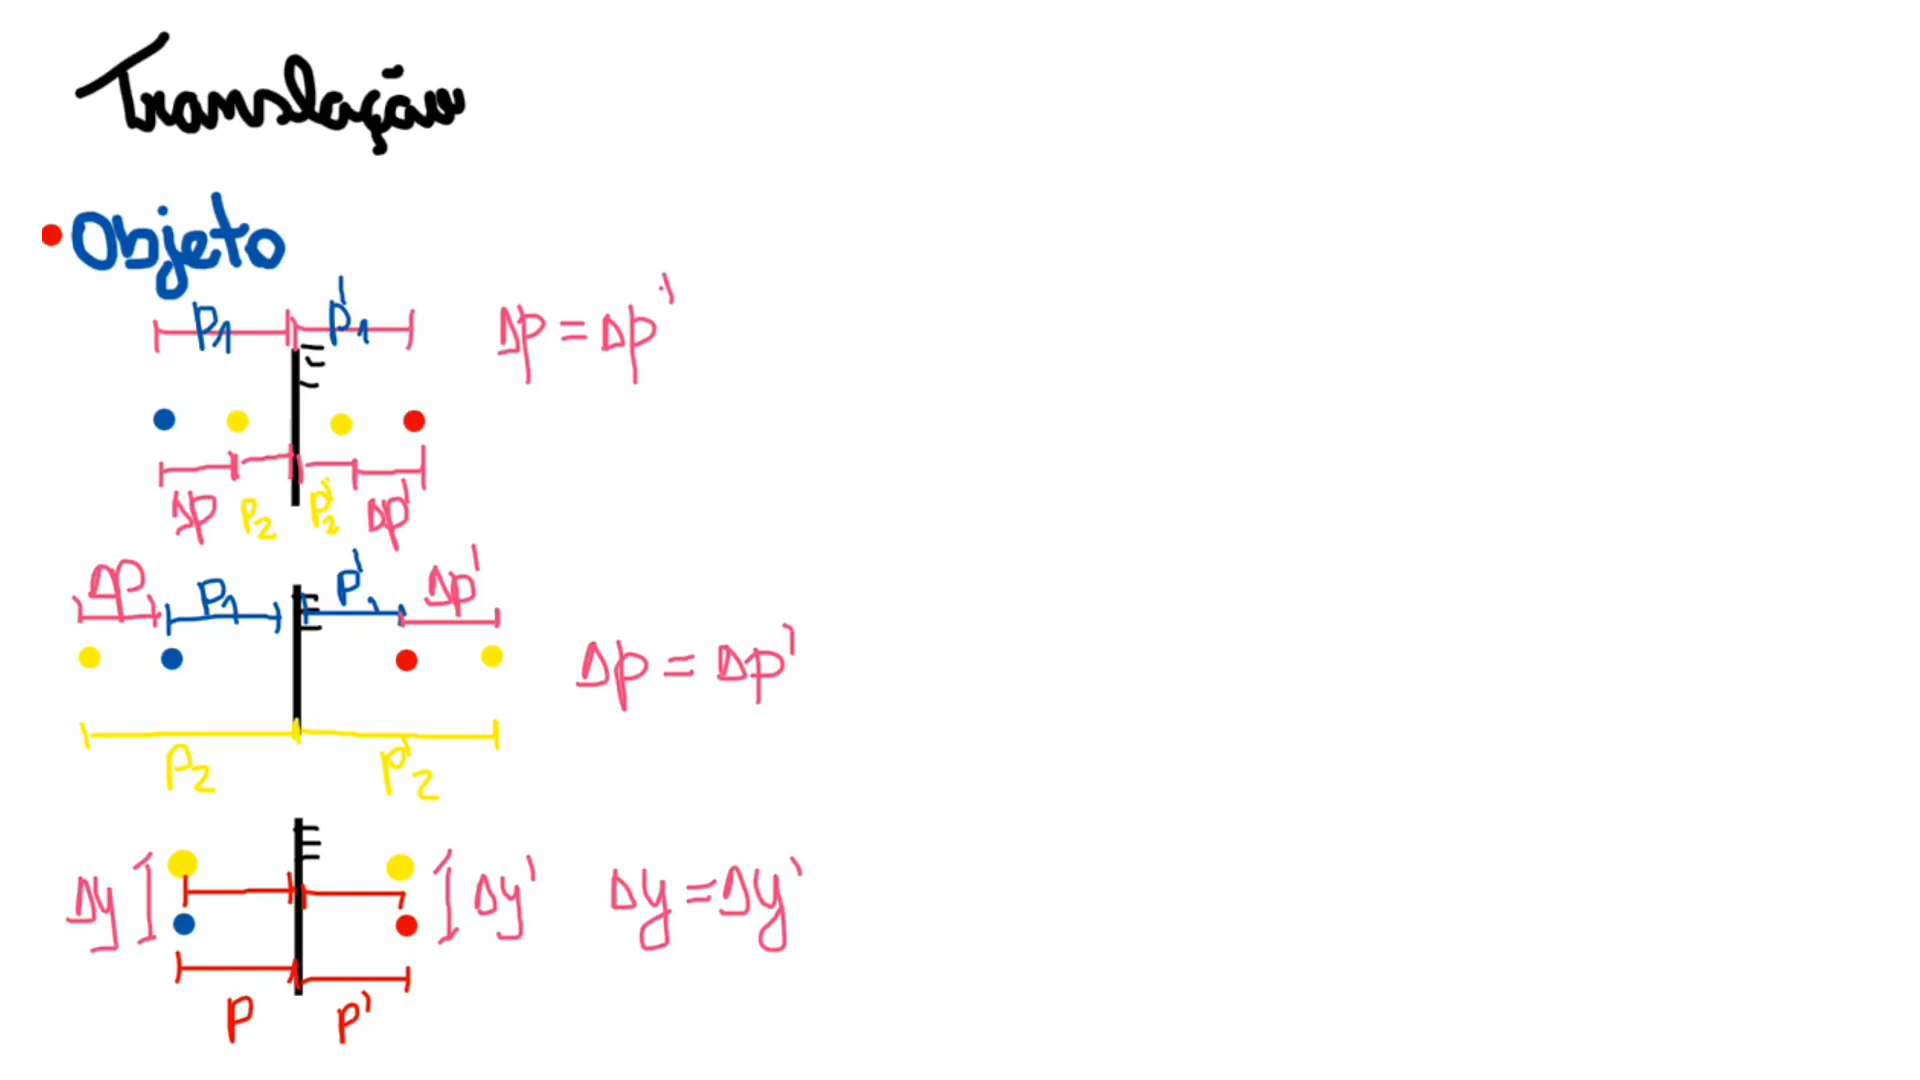 Translação
• Objeto
p1 p'1 Δp = Δp'
Δp p2 p'2 Δp'
Δp p1 p'1 Δp'
Δp = Δp'
p2 p'2
Δy Δy' Δy = Δy'
p p'